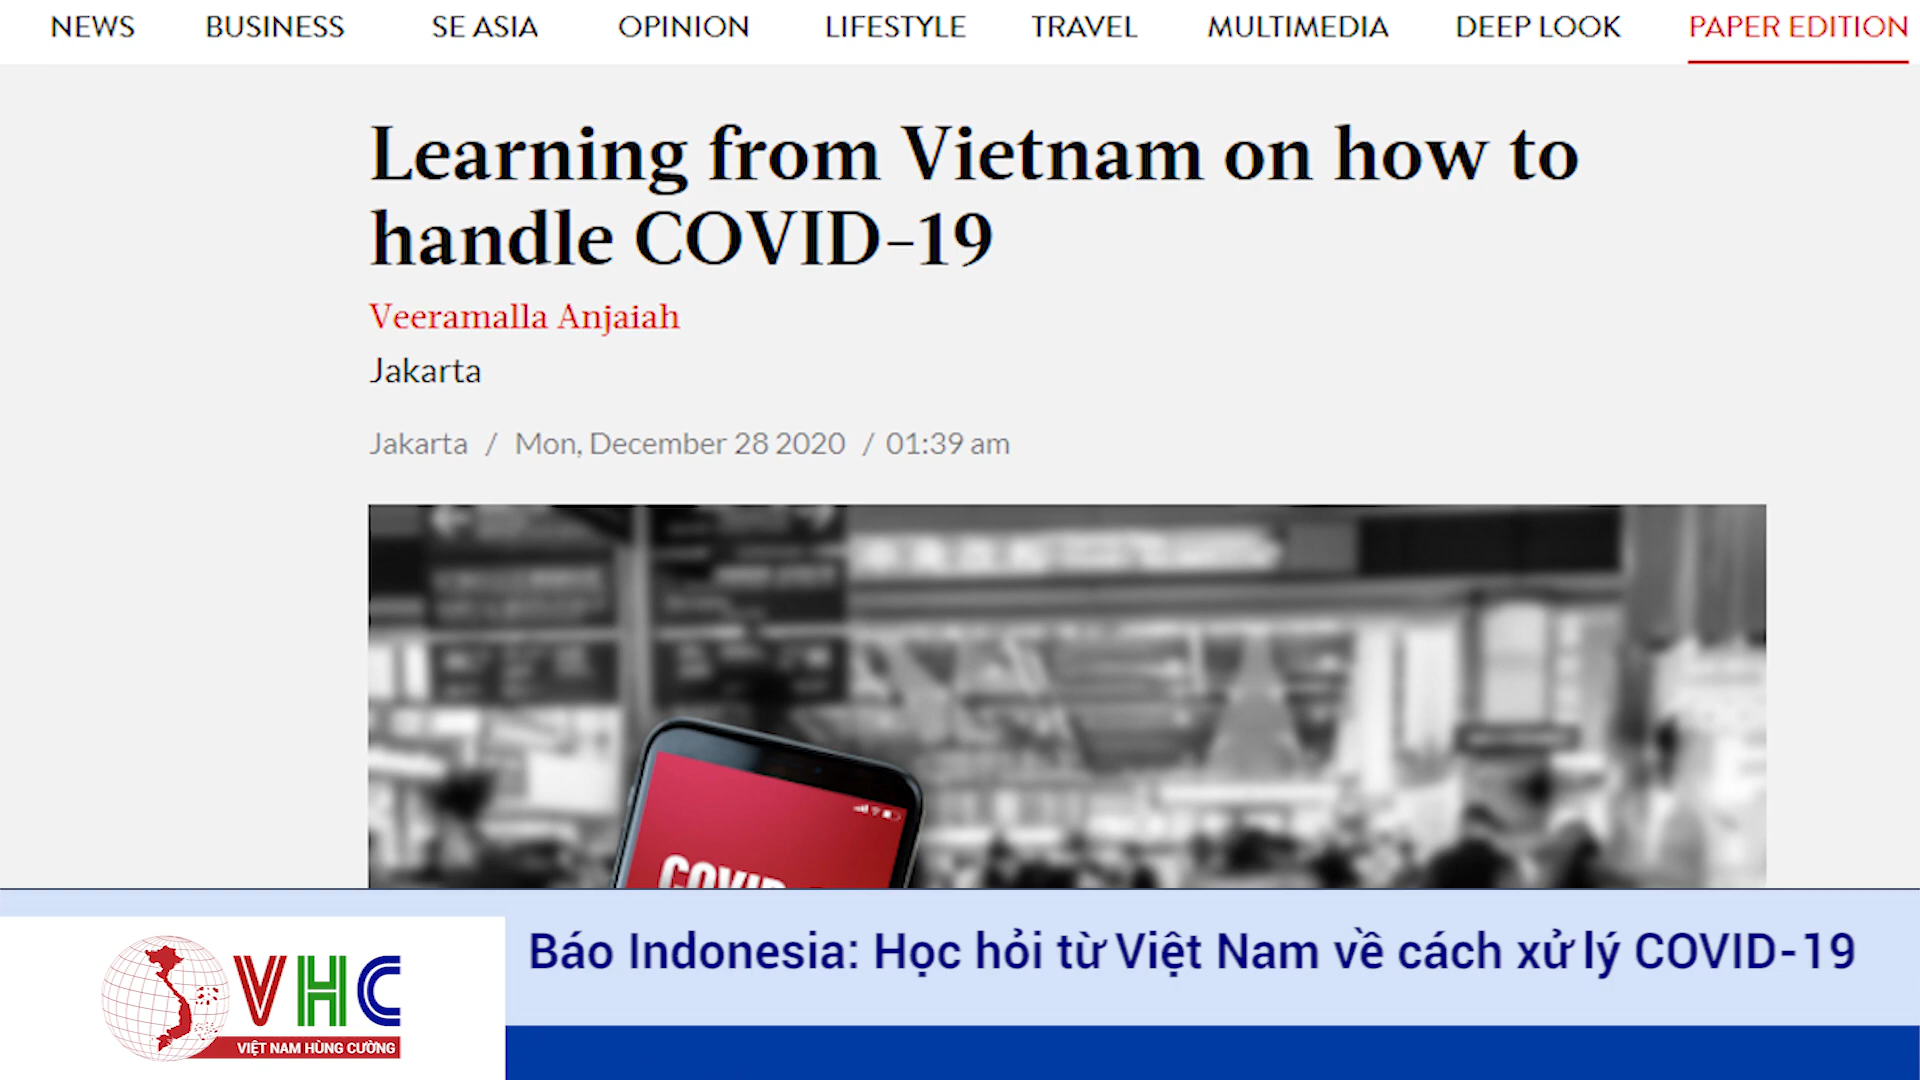 NEWS BUSINESS SE ASIA OPINION LIFESTYLE TRAVEL MULTIMEDIA DEEP LOOK PAPER EDITION
Learning from Vietnam on how to
handle COVID-19
Veeramalla Anjaiah
Jakarta
Jakarta / Mon, December 28 2020 / 01:39 am
Báo Indonesia: Học hỏi từ Việt Nam về cách xử lý COVID-19
VHC
VIỆT NAM HÙNG CƯỜNG